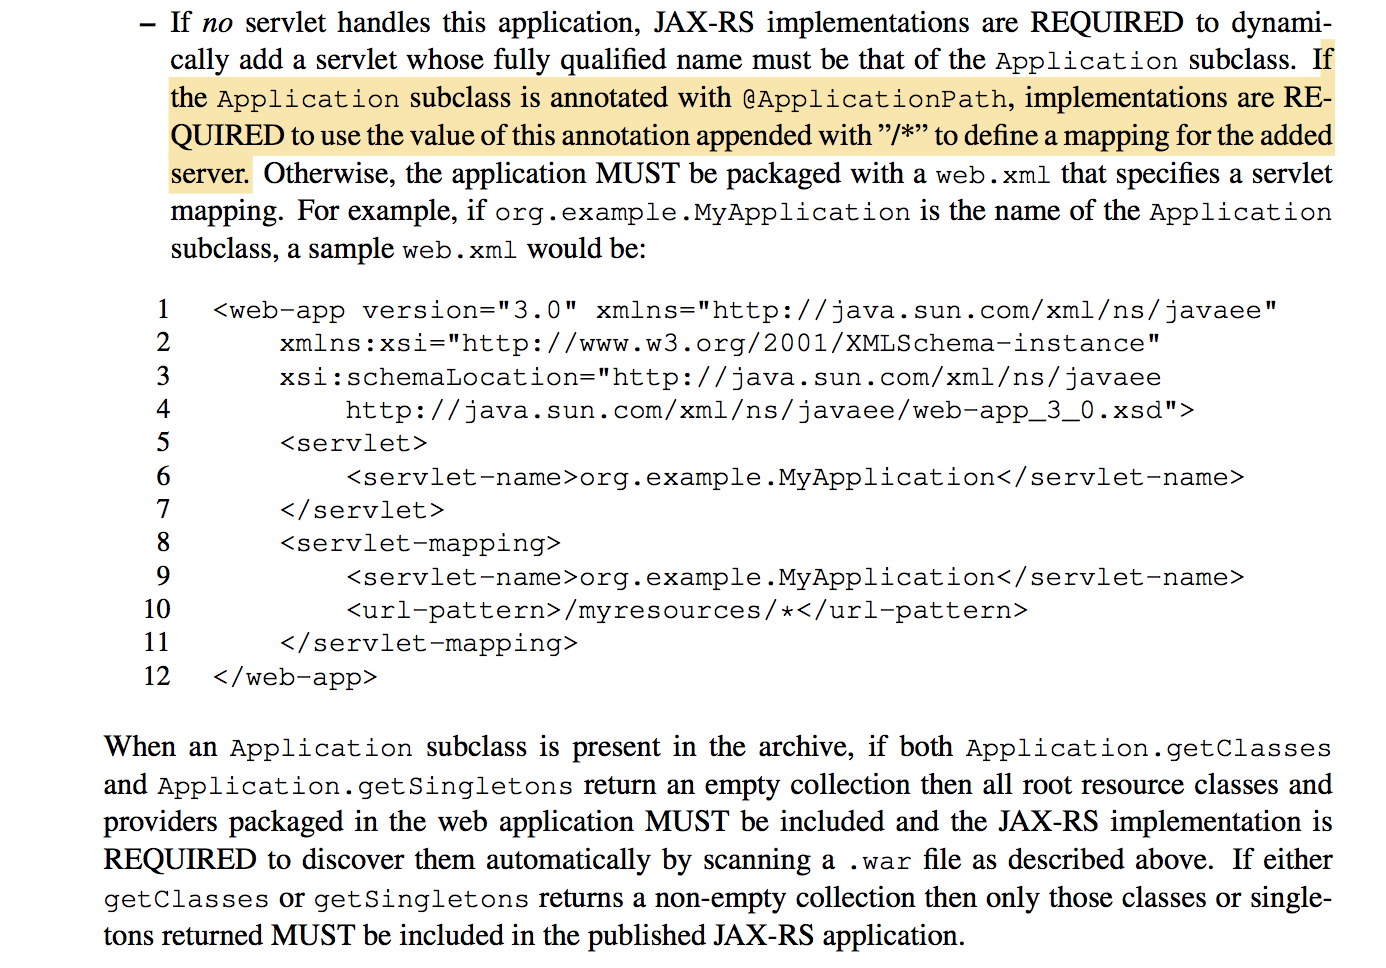 – If no servlet handles this application, JAX-RS implementations are REQUIRED to dynami-
cally add a servlet whose fully qualified name must be that of the Application subclass. If
the Application subclass is annotated with @ApplicationPath, implementations are RE-
QUIRED to use the value of this annotation appended with ”/*” to define a mapping for the added
server. Otherwise, the application MUST be packaged with a web.xml that specifies a servlet
mapping. For example, if org.example.MyApplication is the name of the Application
subclass, a sample web.xml would be:
1 <web-app version="3.0" xmlns="http://java.sun.com/xml/ns/javaee"
2 xmlns:xsi="http://www.w3.org/2001/XMLSchema-instance"
3 xsi:schemaLocation="http://java.sun.com/xml/ns/javaee
4 http://java.sun.com/xml/ns/javaee/web-app_3_0.xsd">
5 <servlet>
6 <servlet-name>org.example.MyApplication</servlet-name>
7 </servlet>
8 <servlet-mapping>
9 <servlet-name>org.example.MyApplication</servlet-name>
10 <url-pattern>/myresources/*</url-pattern>
11 </servlet-mapping>
12 </web-app>
When an Application subclass is present in the archive, if both Application.getClasses
and Application.getSingletons return an empty collection then all root resource classes and
providers packaged in the web application MUST be included and the JAX-RS implementation is
REQUIRED to discover them automatically by scanning a .war file as described above. If either
getClasses or getSingletons returns a non-empty collection then only those classes or single-
tons returned MUST be included in the published JAX-RS application.